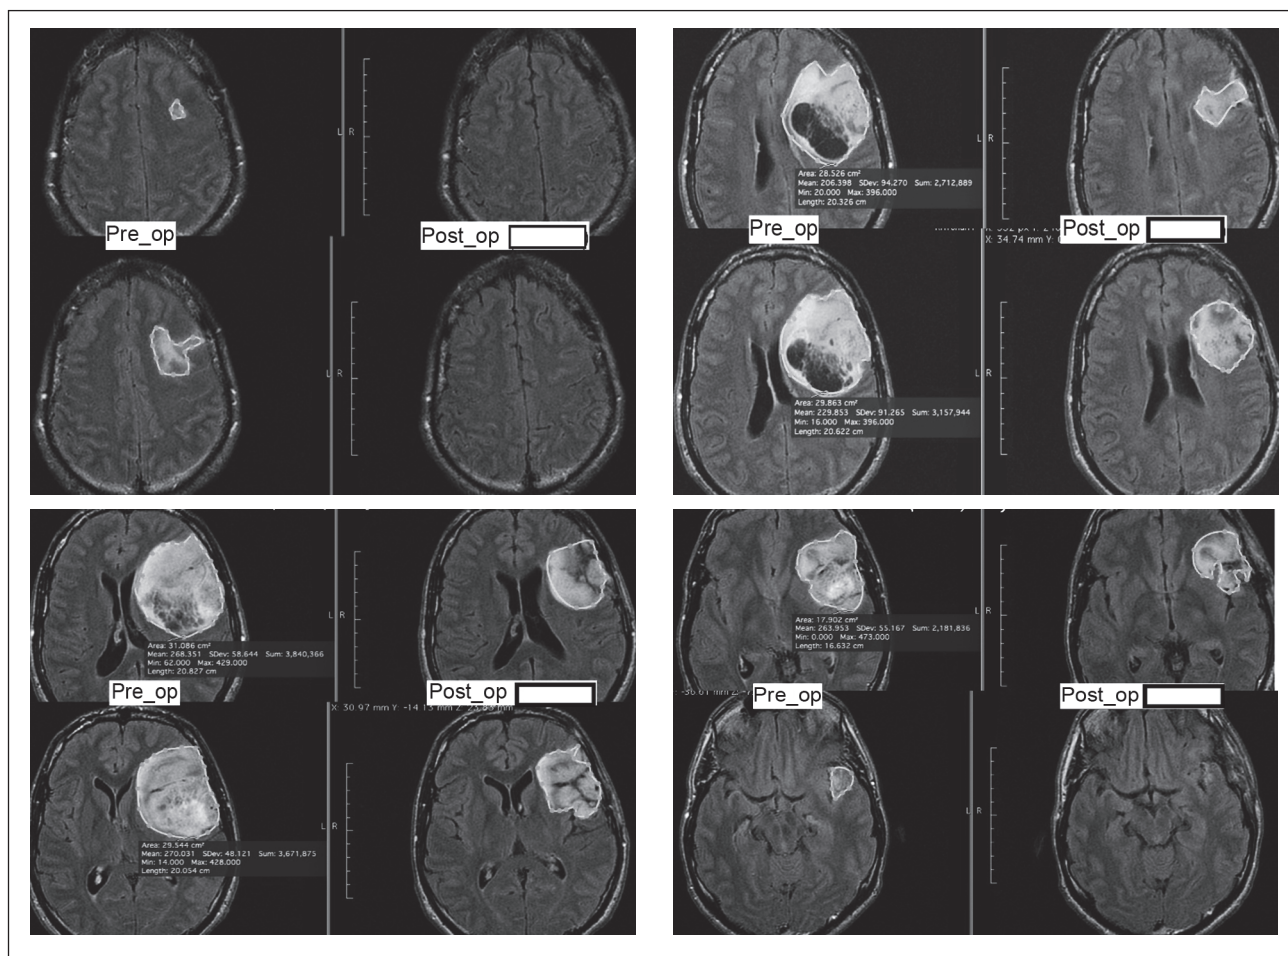 L R
Pre_op
Post_op
L R
Area: 28.526 cm²
Mean: 206.398 SDev: 94.270 Sum: 2,712,889
Min: 20.000 Max: 396.000
Length: 20.326 cm
L R
Pre_op
Post_op
X: 34.74 mm Y:
L R
Area: 29.863 cm²
Mean: 229.853 SDev: 91.265 Sum: 3,157,944
Min: 16.000 Max: 396.000
Length: 20.622 cm
L R
Area: 31.086 cm²
Mean: 268.351 SDev: 58.644 Sum: 3,840,366
Min: 62.000 Max: 429.000
Length: 20.827 cm
L R
Pre_op
Post_op
X: 30.97 mm Y: -14.13 mm Z:
L R
Area: 29.544 cm²
Mean: 270.031 SDev: 48.121 Sum: 3,671,875
Min: 14.000 Max: 428.000
Length: 20.054 cm
Area: 17.902 cm²
Mean: 263.953 SDev: 55.167 Sum: 2,181,836
Min: 0.000 Max: 473.000
Length: 16.632 cm
L R
Pre_op
Post_op
L R